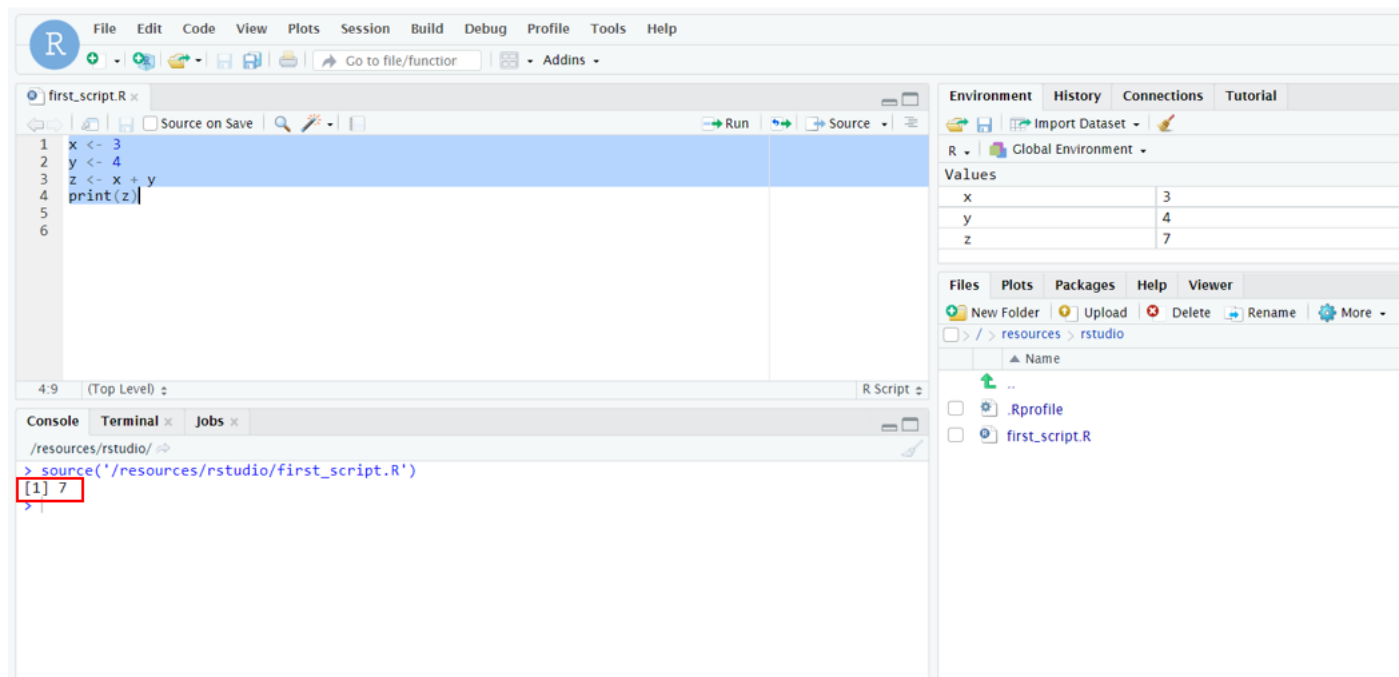 R
File Edit Code View Plots Session Build Debug Profile Tools Help
Go to file/functior Addins
first_script.R
Source on Save Run Source
1 x <- 3
2 y <- 4
3 z <- x + y
4 print(z)
5
6
4:9 (Top Level) R Script
Console Terminal Jobs
/resources/rstudio/
> source('/resources/rstudio/first_script.R')
[1] 7
>
Environment History Connections Tutorial
Import Dataset
R Global Environment
Values
x 3
y 4
z 7
Files Plots Packages Help Viewer
New Folder Upload Delete Rename More
/ > resources > rstudio
Name
..
.Rprofile
first_script.R